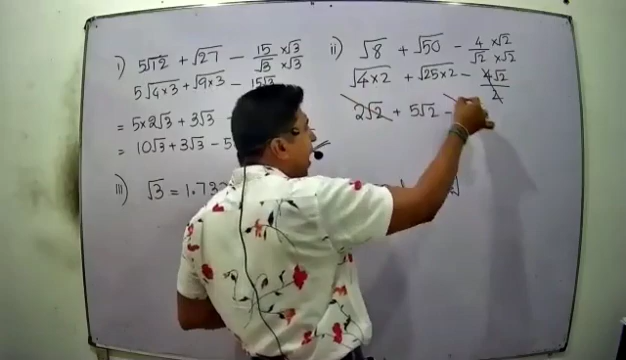 i) 5√12 + √27 − 15/√3 ×√3/×√3
5√4×3 + √9×3 − 15√3
= 5×2√3 + 3√3
= 10√3 + 3√3 − 5
ii) √8 + √50 − 4/√2 ×√2/×√2
√4×2 + √25×2 − 4√2/2
2√2 + 5√2 −
iii) √3 = 1.732